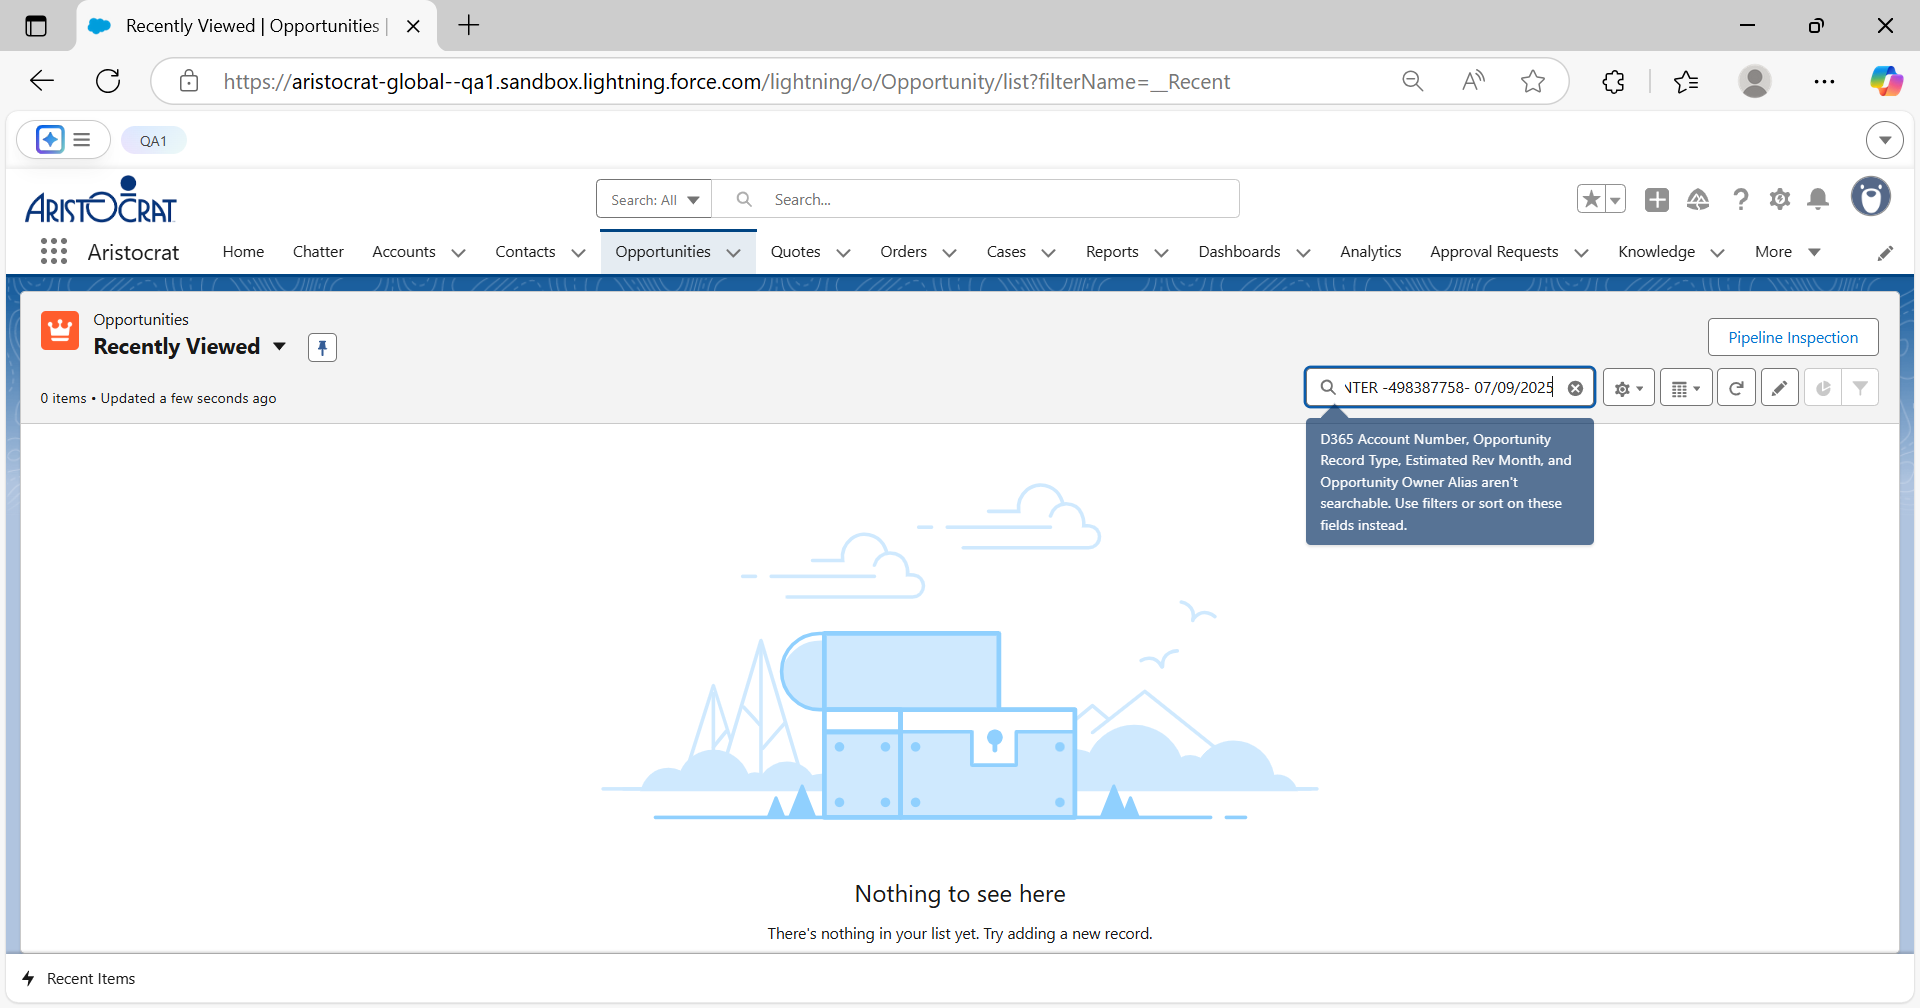 Recently Viewed | Opportunities |
https://aristocrat-global--qa1.sandbox.lightning.force.com/lightning/o/Opportunity/list?filterName=__Recent
QA1
ARISTOCRAT
Search: All
Search...
Aristocrat
Home
Chatter
Accounts
Contacts
Opportunities
Quotes
Orders
Cases
Reports
Dashboards
Analytics
Approval Requests
Knowledge
More
Opportunities
Recently Viewed
Pipeline Inspection
0 items • Updated a few seconds ago
NTER -498387758- 07/09/2025
D365 Account Number, Opportunity
Record Type, Estimated Rev Month, and
Opportunity Owner Alias aren't
searchable. Use filters or sort on these
fields instead.
Nothing to see here
There's nothing in your list yet. Try adding a new record.
Recent Items